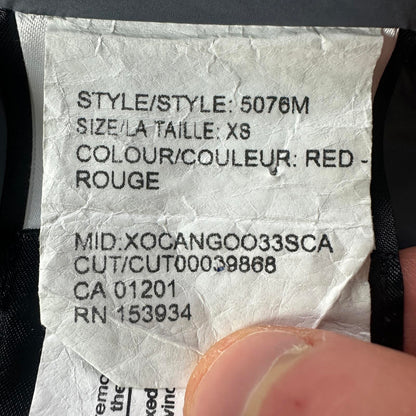 STYLE/STYLE: 5076M
SIZE/LA TAILLE: XS
COLOUR/COULEUR: RED -
ROUGE
MID:XOCANGOO33SCA
CUT/CUT00039868
CA 01201
RN 153934